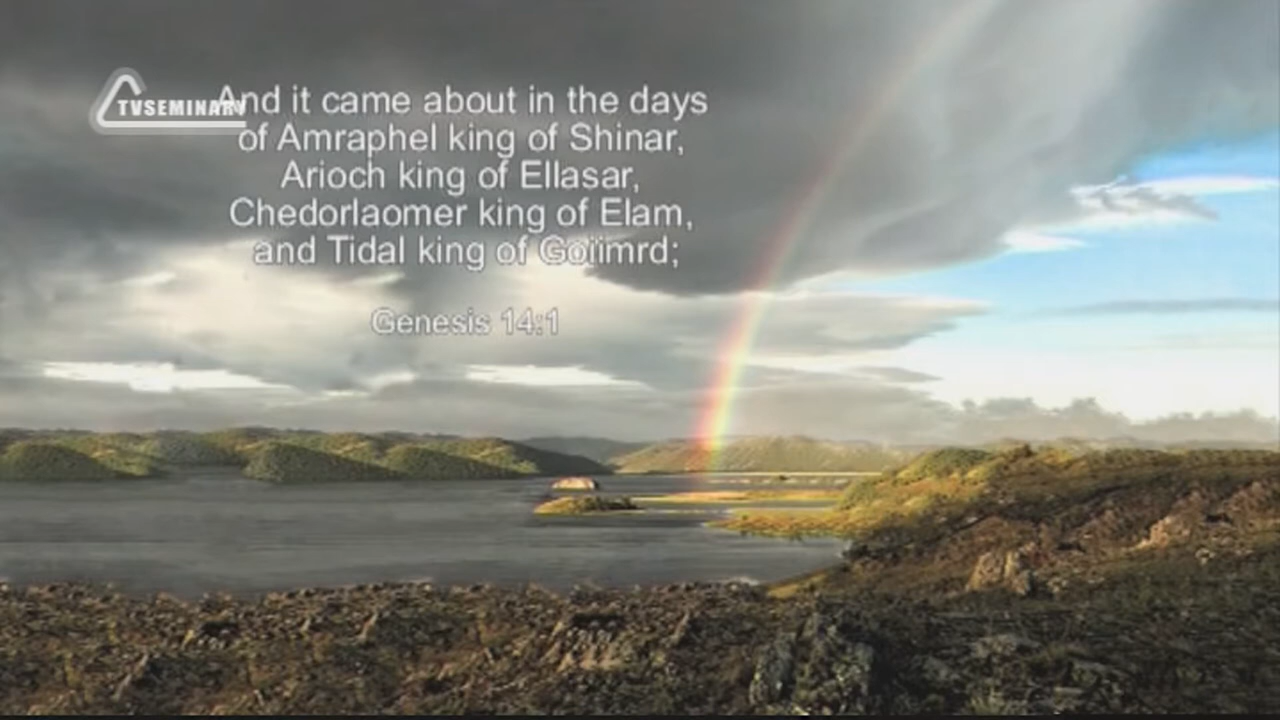 TVSEMINARY
And it came about in the days
of Amraphel king of Shinar,
Arioch king of Ellasar,
Chedorlaomer king of Elam,
and Tidal king of Goiimrd;
Genesis 14:1